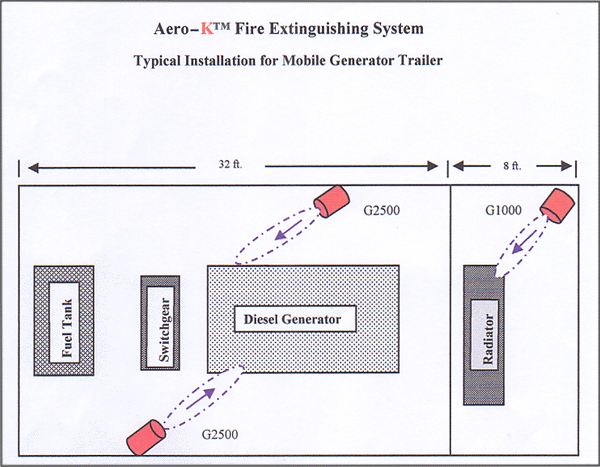 Aero-K™ Fire Extinguishing System
Typical Installation for Mobile Generator Trailer
32 ft.
8 ft.
G2500
G1000
Fuel Tank
Switchgear
Diesel Generator
Radiator
G2500